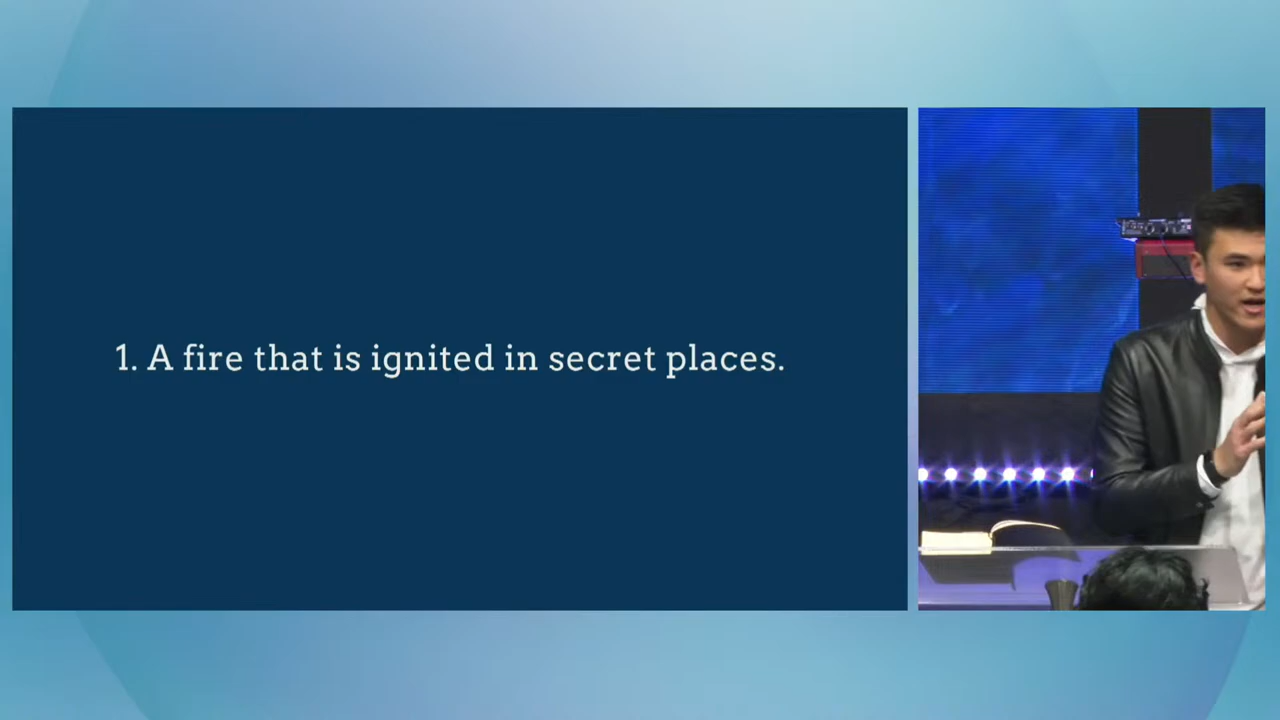 1. A fire that is ignited in secret places.